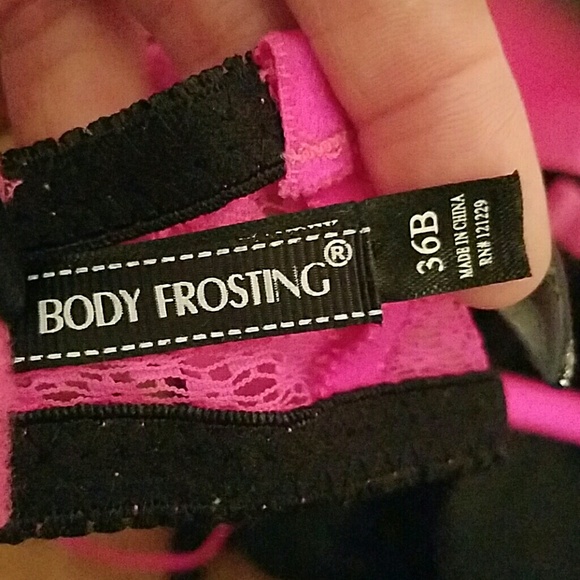 BODY FROSTING®
36B
MADE IN CHINA
RN# 121229